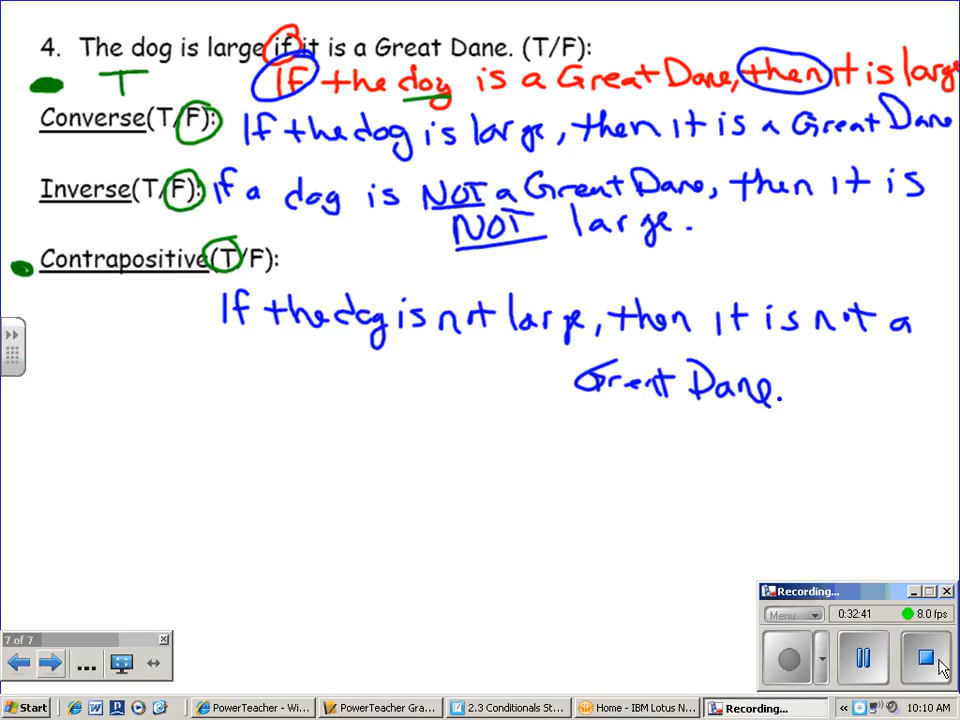 4. The dog is large if it is a Great Dane. (T/F):
T If the dog is a Great Dane, then it is large
Converse(T/F): If the dog is large, then it is a Great Dane
Inverse(T/F): If a dog is NOT a Great Dane, then it is
NOT large.
Contrapositive(T/F):
If the dog is not large, then it is not a
Great Dane.
Recording...
Menu 0:32:41 8.0 fps
7 of 7
Start PowerTeacher - Wi... PowerTeacher Gra... 2.3 Conditionals St... Home - IBM Lotus N... Recording... 10:10 AM